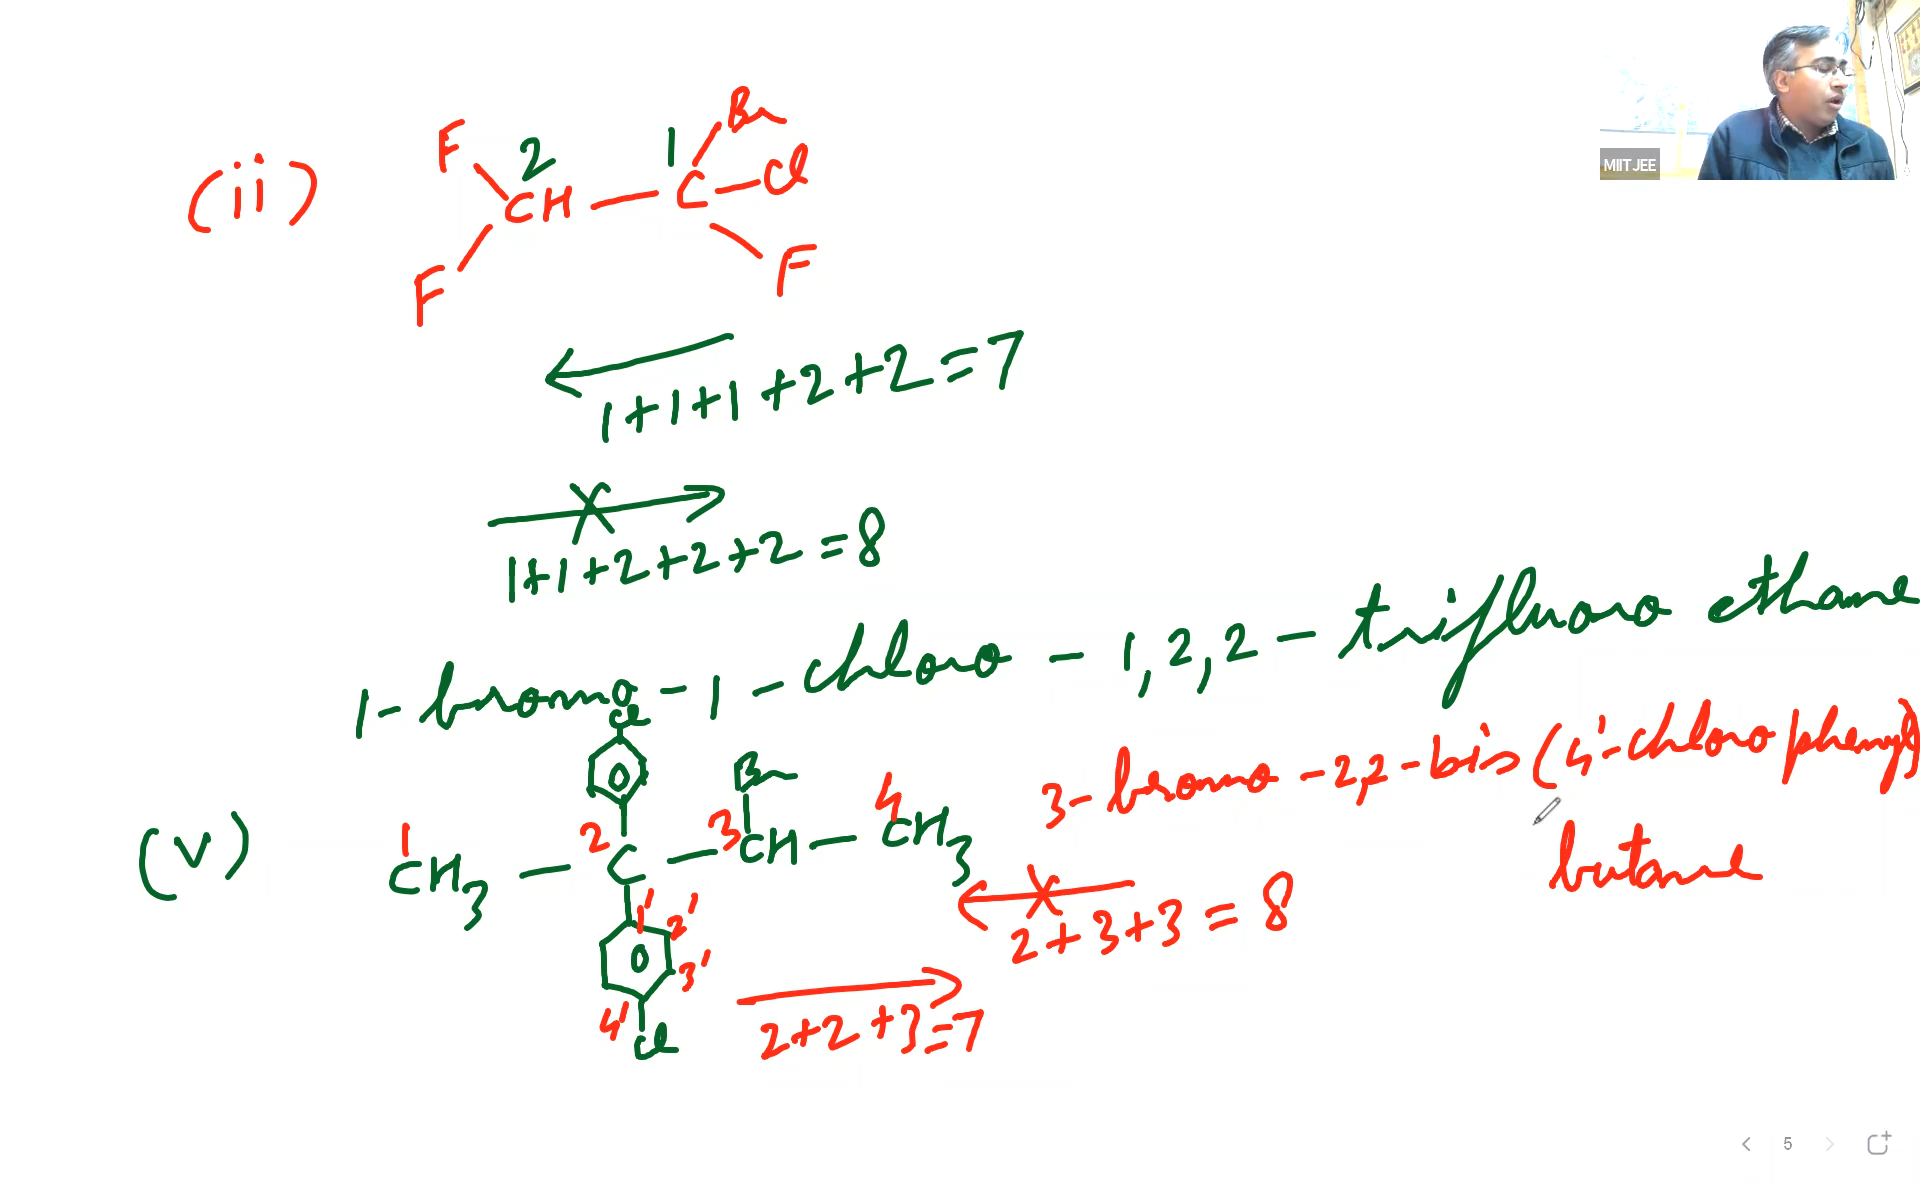 MIIT JEE
(ii)
F 2 1 Br
CH — C — Cl
F F
1+1+1+2+2=7
1+1+2+2+2=8
1-bromo-1-chloro-1,2,2-trifluoro ethane
Cl
3-bromo-2,2-bis(4'-chloro phenyl)
butane
(v)
Br
1 2 3 4
CH3 — C — CH — CH3
2+3+3=8
1' 2'
3'
4'
Cl
2+2+3=7
5